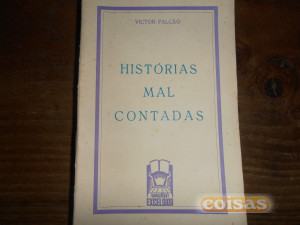 VICTOR FALCÃO
HISTÓRIAS
MAL
CONTADAS
EXCELSIOR
coisas